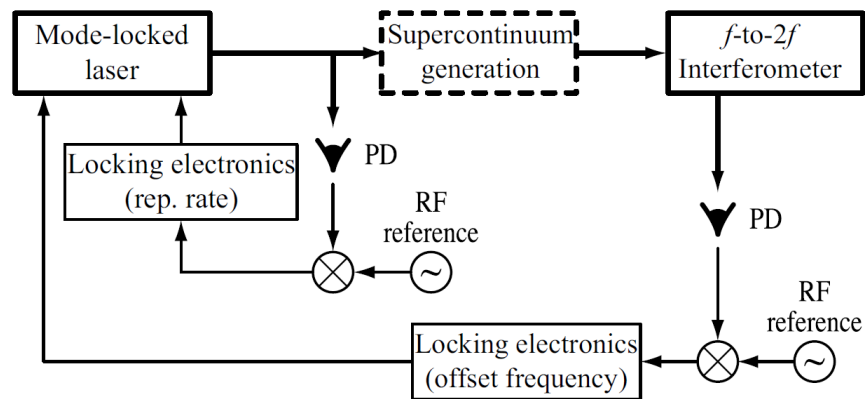 Mode-locked
laser
Supercontinuum
generation
f-to-2f
Interferometer
Locking electronics
(rep. rate)
PD
RF
reference
~
PD
RF
reference
~
Locking electronics
(offset frequency)